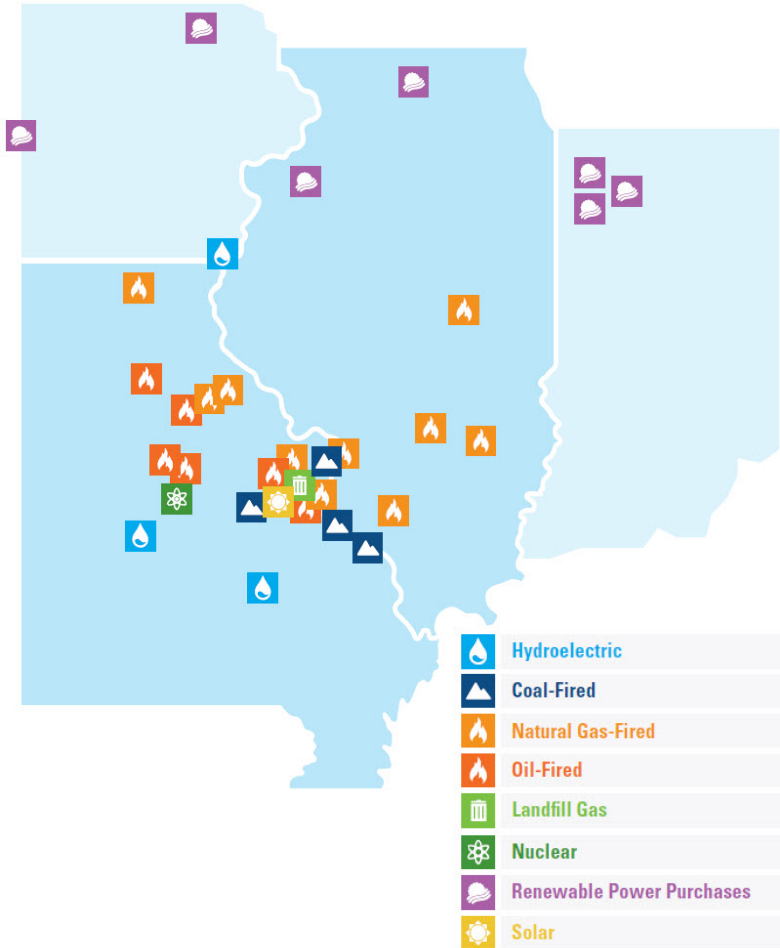 Hydroelectric
Coal-Fired
Natural Gas-Fired
Oil-Fired
Landfill Gas
Nuclear
Renewable Power Purchases
Solar